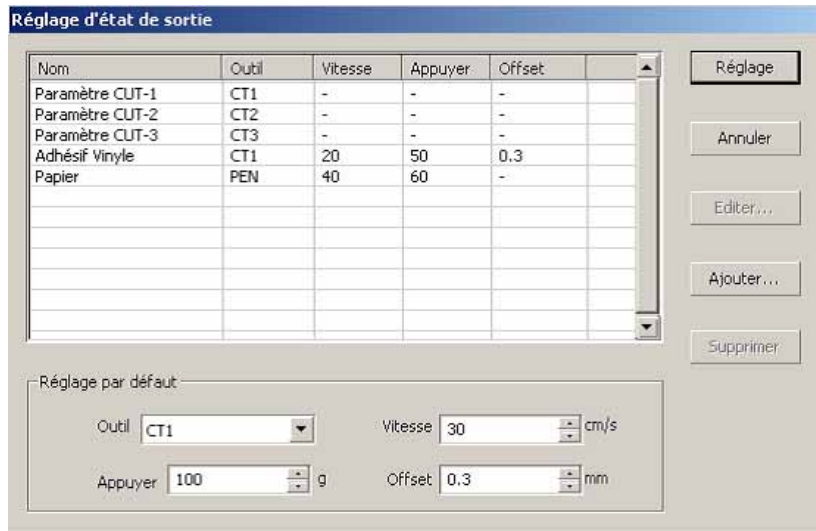 Réglage d'état de sortie
Nom Outil Vitesse Appuyer Offset
Paramètre CUT-1 CT1 - - -
Paramètre CUT-2 CT2 - - -
Paramètre CUT-3 CT3 - - -
Adhésif Vinyle CT1 20 50 0.3
Papier PEN 40 60 -
Réglage
Annuler
Editer...
Ajouter...
Supprimer
Réglage par défaut
Outil CT1 Vitesse 30 cm/s
Appuyer 100 g Offset 0.3 mm